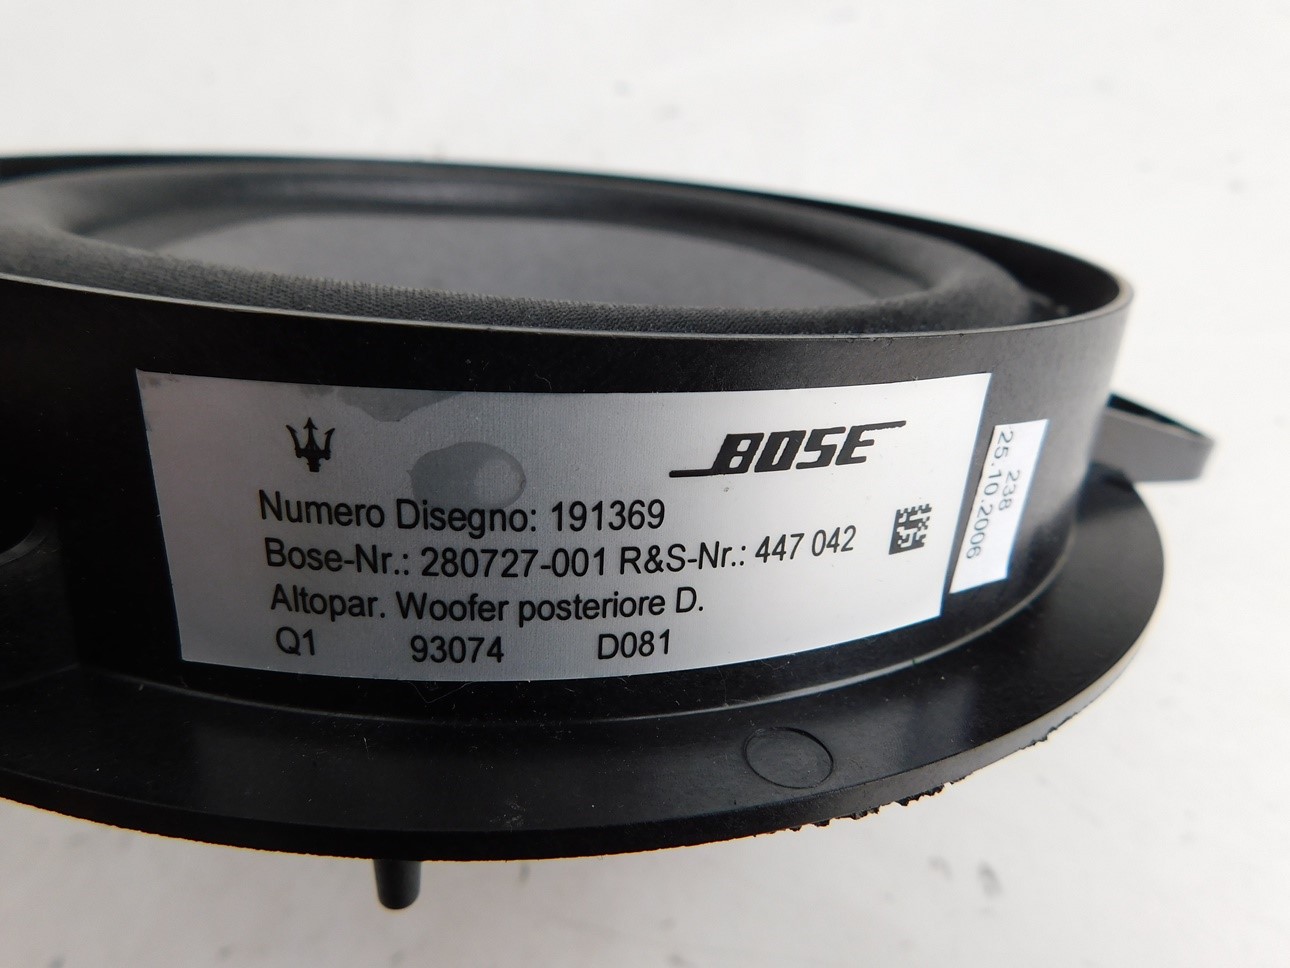 BOSE
Numero Disegno: 191369
Bose-Nr.: 280727-001 R&S-Nr.: 447 042
Altopar. Woofer posteriore D.
Q1 93074 D081
238
25.10.2006